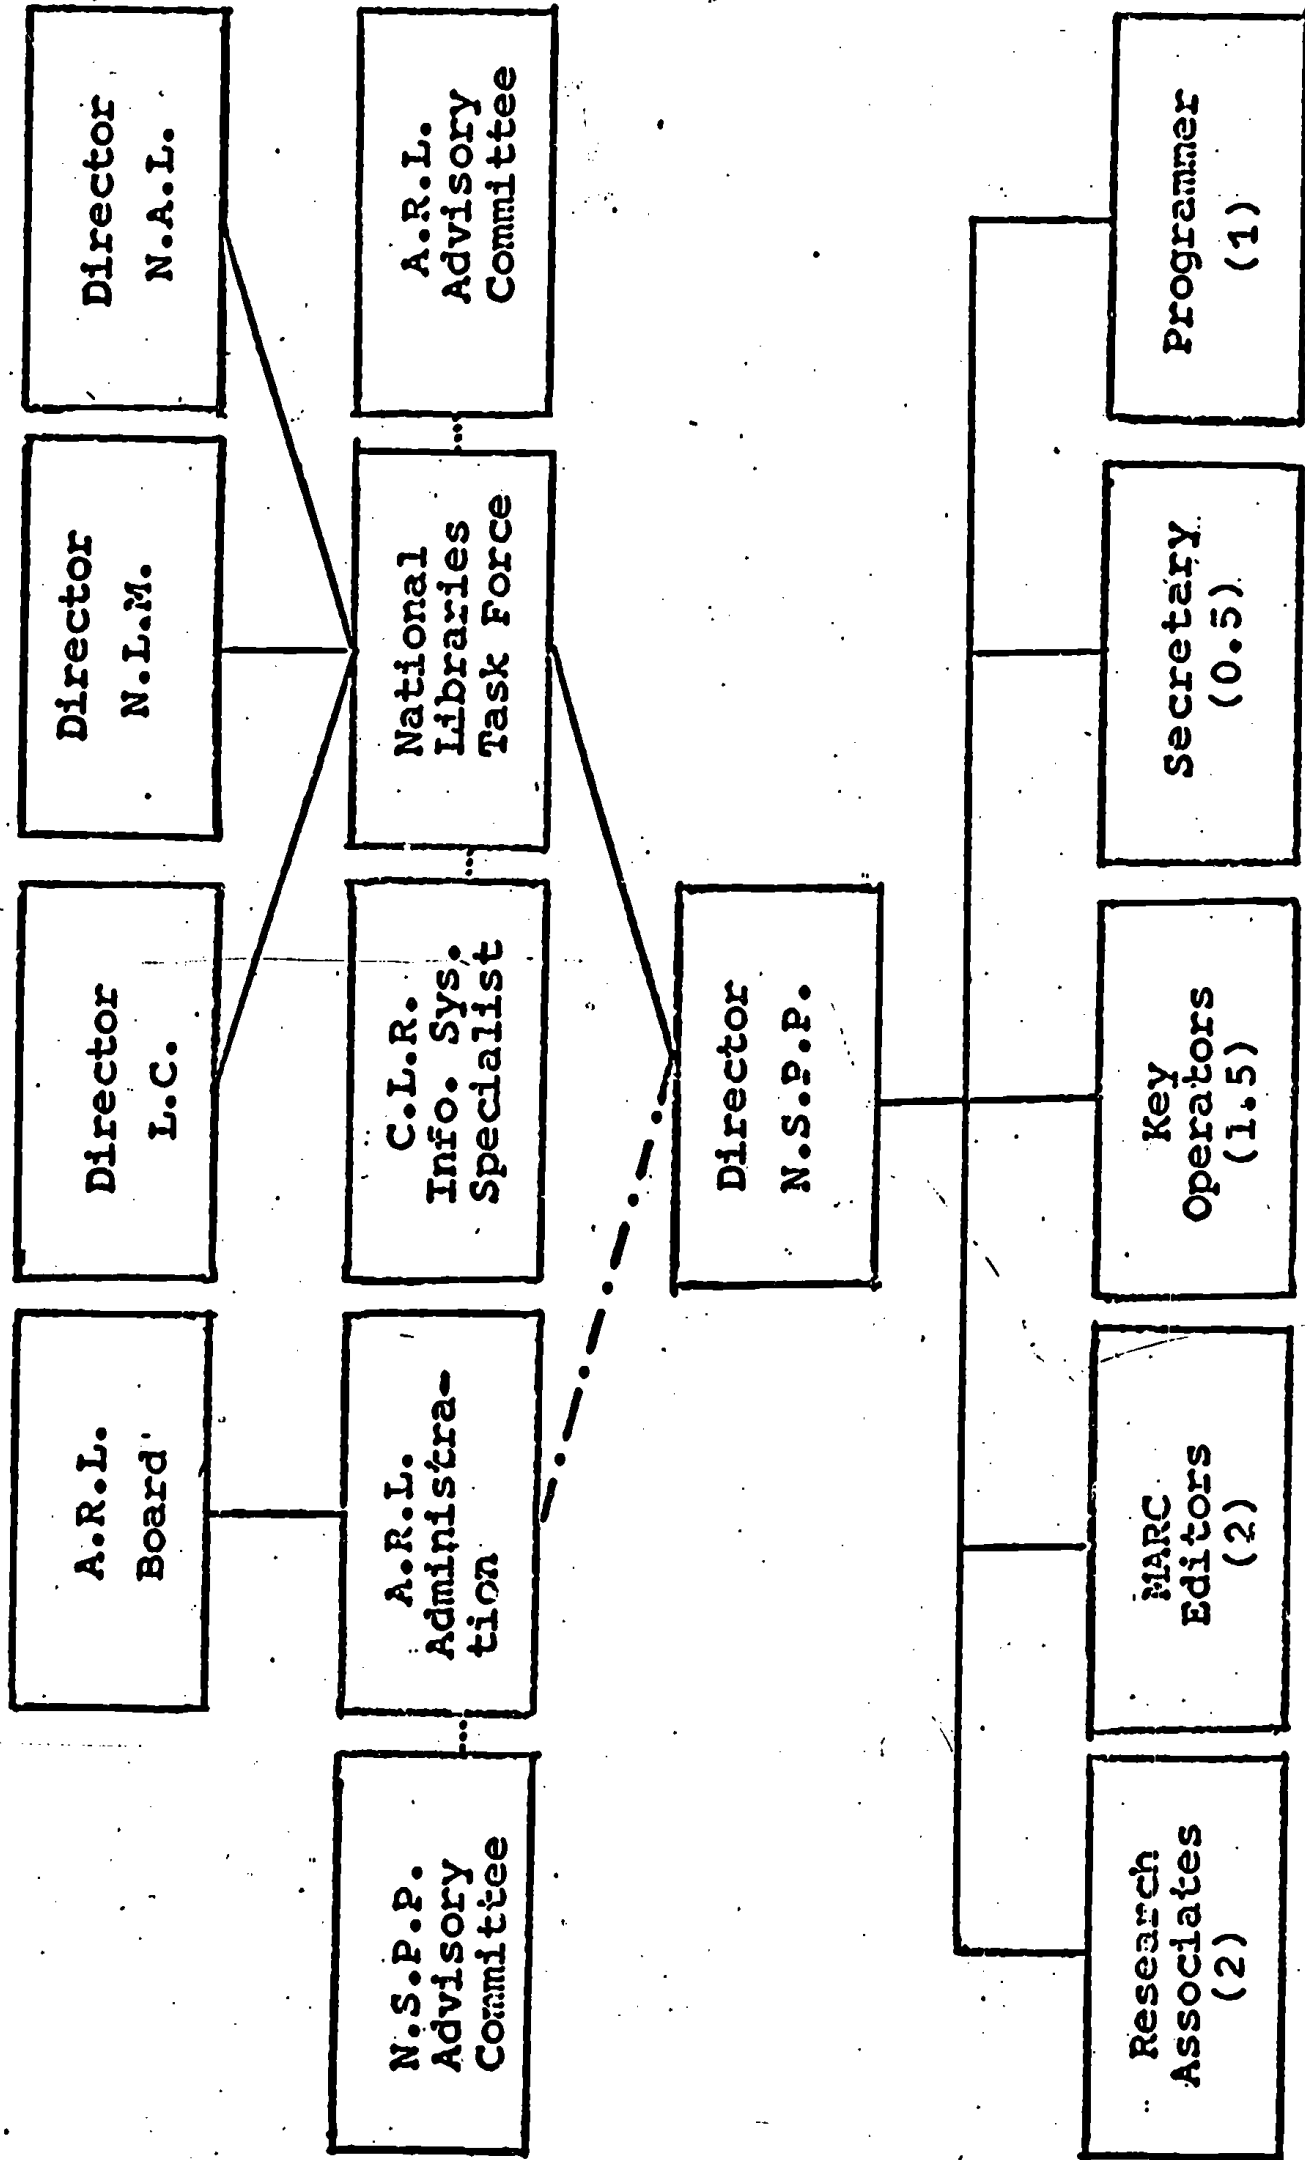 A.R.L.
Board
Director
L.C.
Director
N.L.M.
Director
N.A.L.
N.S.P.P.
Advisory
Committee
A.R.L.
Administra-
tion
C.L.R.
Info. Sys.
Specialist
National
Libraries
Task Force
A.R.L.
Advisory
Committee
Director
N.S.P.P.
Research
Associates
(2)
MARC
Editors
(2)
Key
Operators
(1.5)
Secretary
(0.5)
Programmer
(1)